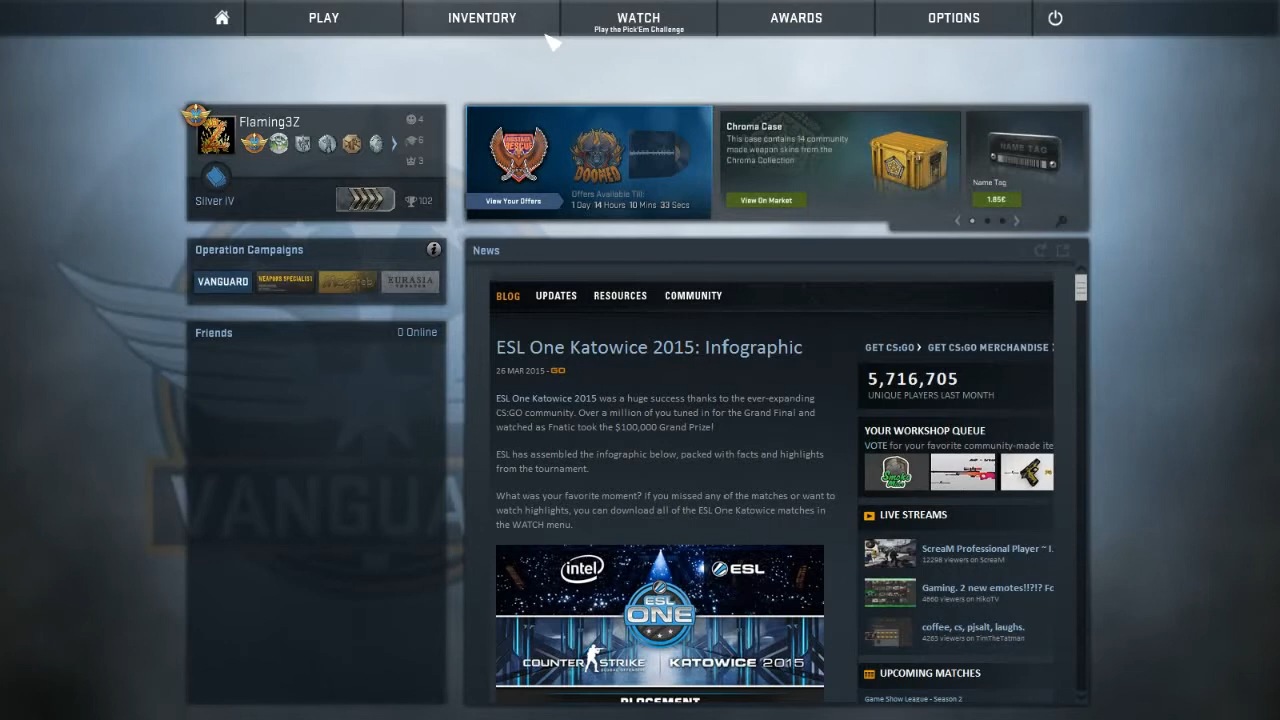 PLAY
INVENTORY
WATCH
Play the Pick'Em Challenge
AWARDS
OPTIONS
Flaming3Z
4
6
3
Silver IV
102
HOSTAGE
RESCUE
DOOMED
Offers Available Till:
View Your Offers
1 Day 14 Hours 10 Mins 33 Secs
Chroma Case
This case contains 14 community
made weapon skins from the
Chroma Collection
View On Market
NAME TAG
Name Tag
1.85€
Operation Campaigns
VANGUARD
WEAPONS SPECIALIST
EURASIA
Friends
0 Online
VANGUA
News
BLOG
UPDATES
RESOURCES
COMMUNITY
ESL One Katowice 2015: Infographic
26 MAR 2015 - GO
ESL One Katowice 2015 was a huge success thanks to the ever-expanding
CS:GO community. Over a million of you tuned in for the Grand Final and
watched as Fnatic took the $100,000 Grand Prize!
ESL has assembled the infographic below, packed with facts and highlights
from the tournament.
What was your favorite moment? If you missed any of the matches or want to
watch highlights, you can download all of the ESL One Katowice matches in
the WATCH menu.
intel
ESL
ESL
ONE
COUNTER STRIKE
KATOWICE 2015
PLACEMENT
GET CS:GO
GET CS:GO MERCHANDISE
5,716,705
UNIQUE PLAYERS LAST MONTH
YOUR WORKSHOP QUEUE
VOTE for your favorite community-made ite
LIVE STREAMS
ScreaM Professional Player ~ I.
12298 viewers on ScreaM
Gaming. 2 new emotes!!?!? Fc
4860 viewers on HikoTV
coffee, cs, pjsalt, laughs.
4263 viewers on TimTheTatman
UPCOMING MATCHES
Game Show League - Season 2